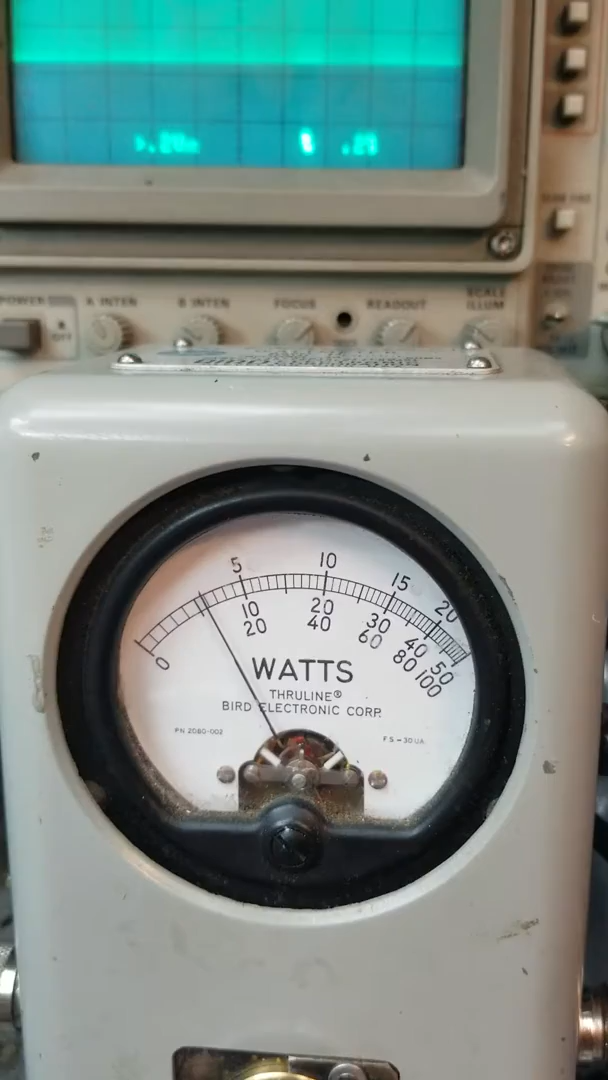 POWER
OFF
A INTEN
B INTEN
FOCUS
READOUT
SCALE
ILLUM
5 10 15 20
10 20 30 40 50
0 20 40 60 80 100
WATTS
THRULINE®
BIRD ELECTRONIC CORP.
PN 2080-002
F.S-30UA